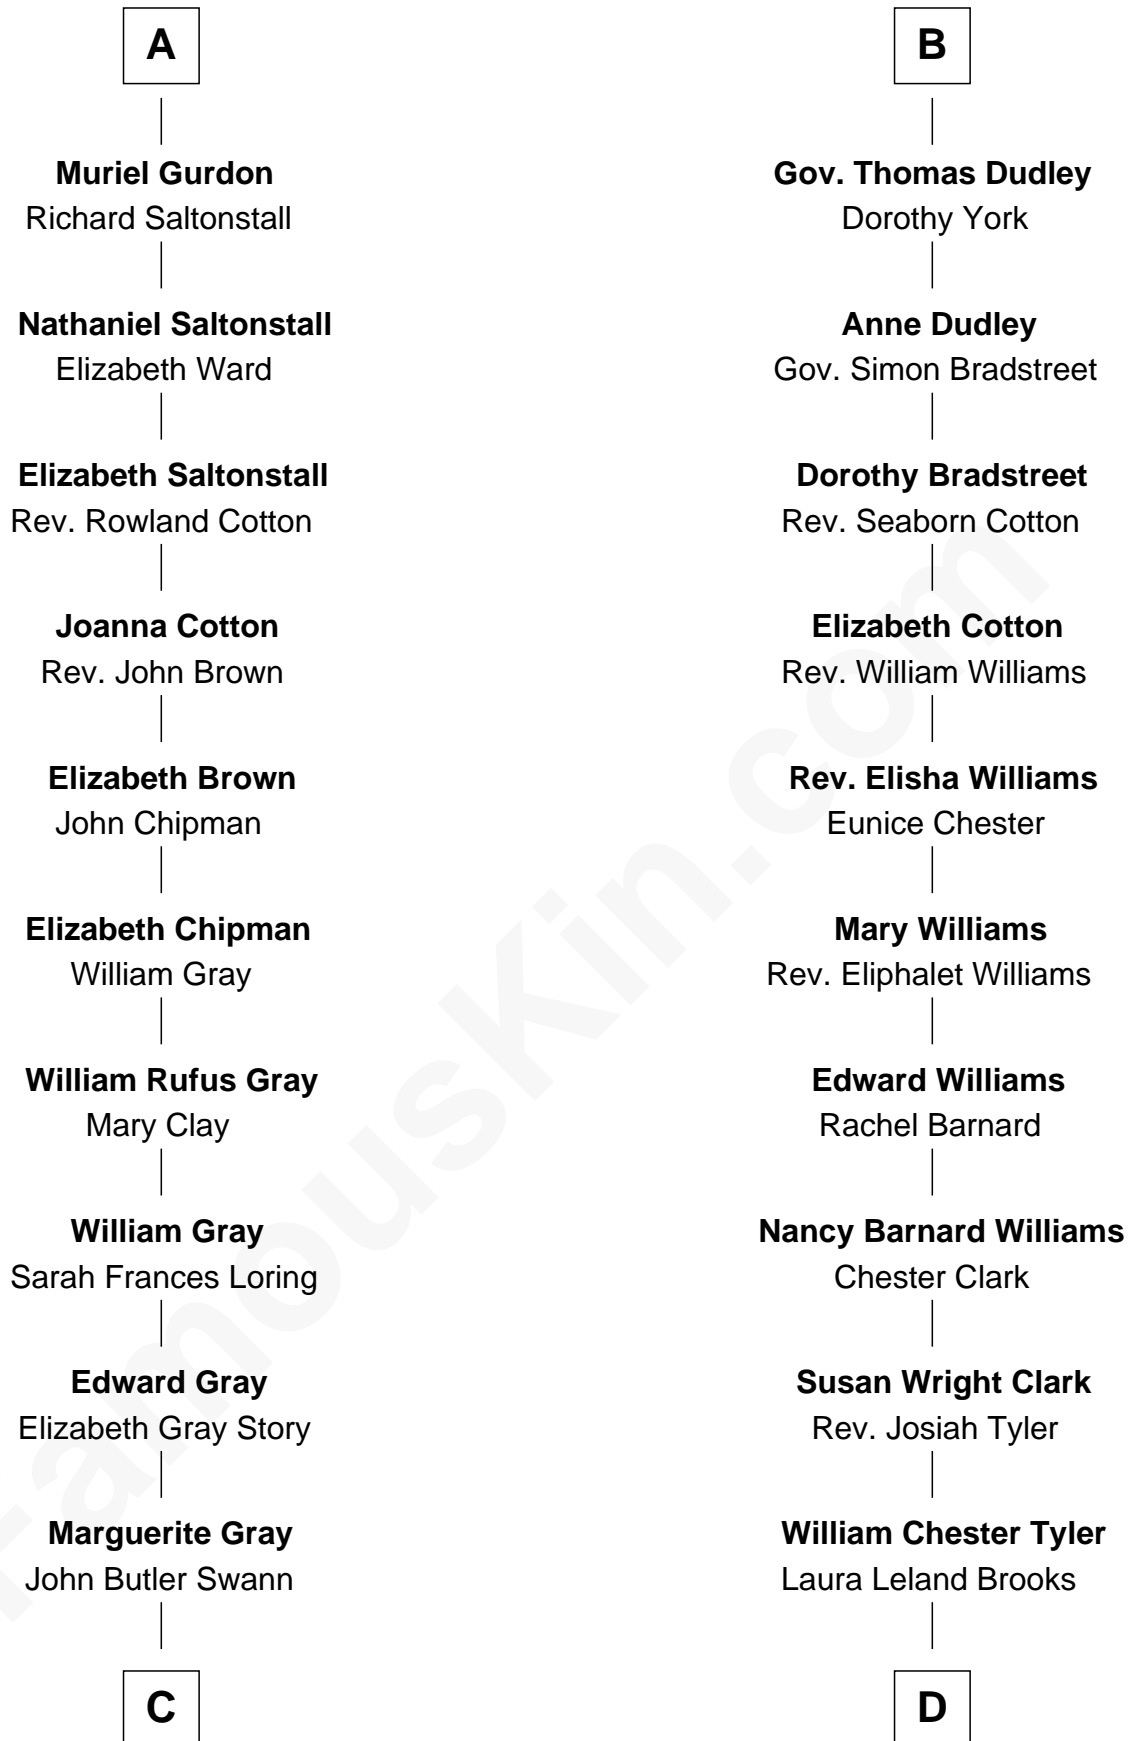 A
Muriel Gurdon
Richard Saltonstall
Nathaniel Saltonstall
Elizabeth Ward
Elizabeth Saltonstall
Rev. Rowland Cotton
Joanna Cotton
Rev. John Brown
Elizabeth Brown
John Chipman
Elizabeth Chipman
William Gray
William Rufus Gray
Mary Clay
William Gray
Sarah Frances Loring
Edward Gray
Elizabeth Gray Story
Marguerite Gray
John Butler Swann
C
B
Gov. Thomas Dudley
Dorothy York
Anne Dudley
Gov. Simon Bradstreet
Dorothy Bradstreet
Rev. Seaborn Cotton
Elizabeth Cotton
Rev. William Williams
Rev. Elisha Williams
Eunice Chester
Mary Williams
Rev. Eliphalet Williams
Edward Williams
Rachel Barnard
Nancy Barnard Williams
Chester Clark
Susan Wright Clark
Rev. Josiah Tyler
William Chester Tyler
Laura Leland Brooks
D
FamousKin.com